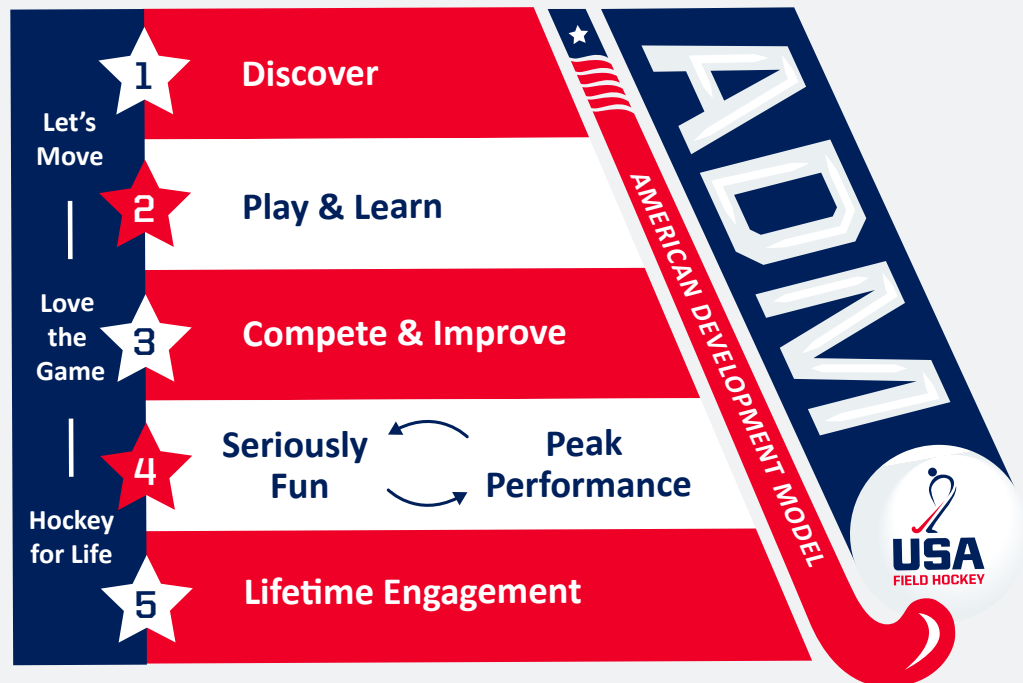 Let's
Move
Love
the
Game
Hockey
for Life
1
Discover
2
Play & Learn
3
Compete & Improve
4
Seriously
Fun
Peak
Performance
5
Lifetime Engagement
AMERICAN DEVELOPMENT MODEL
ADM
USA
FIELD HOCKEY